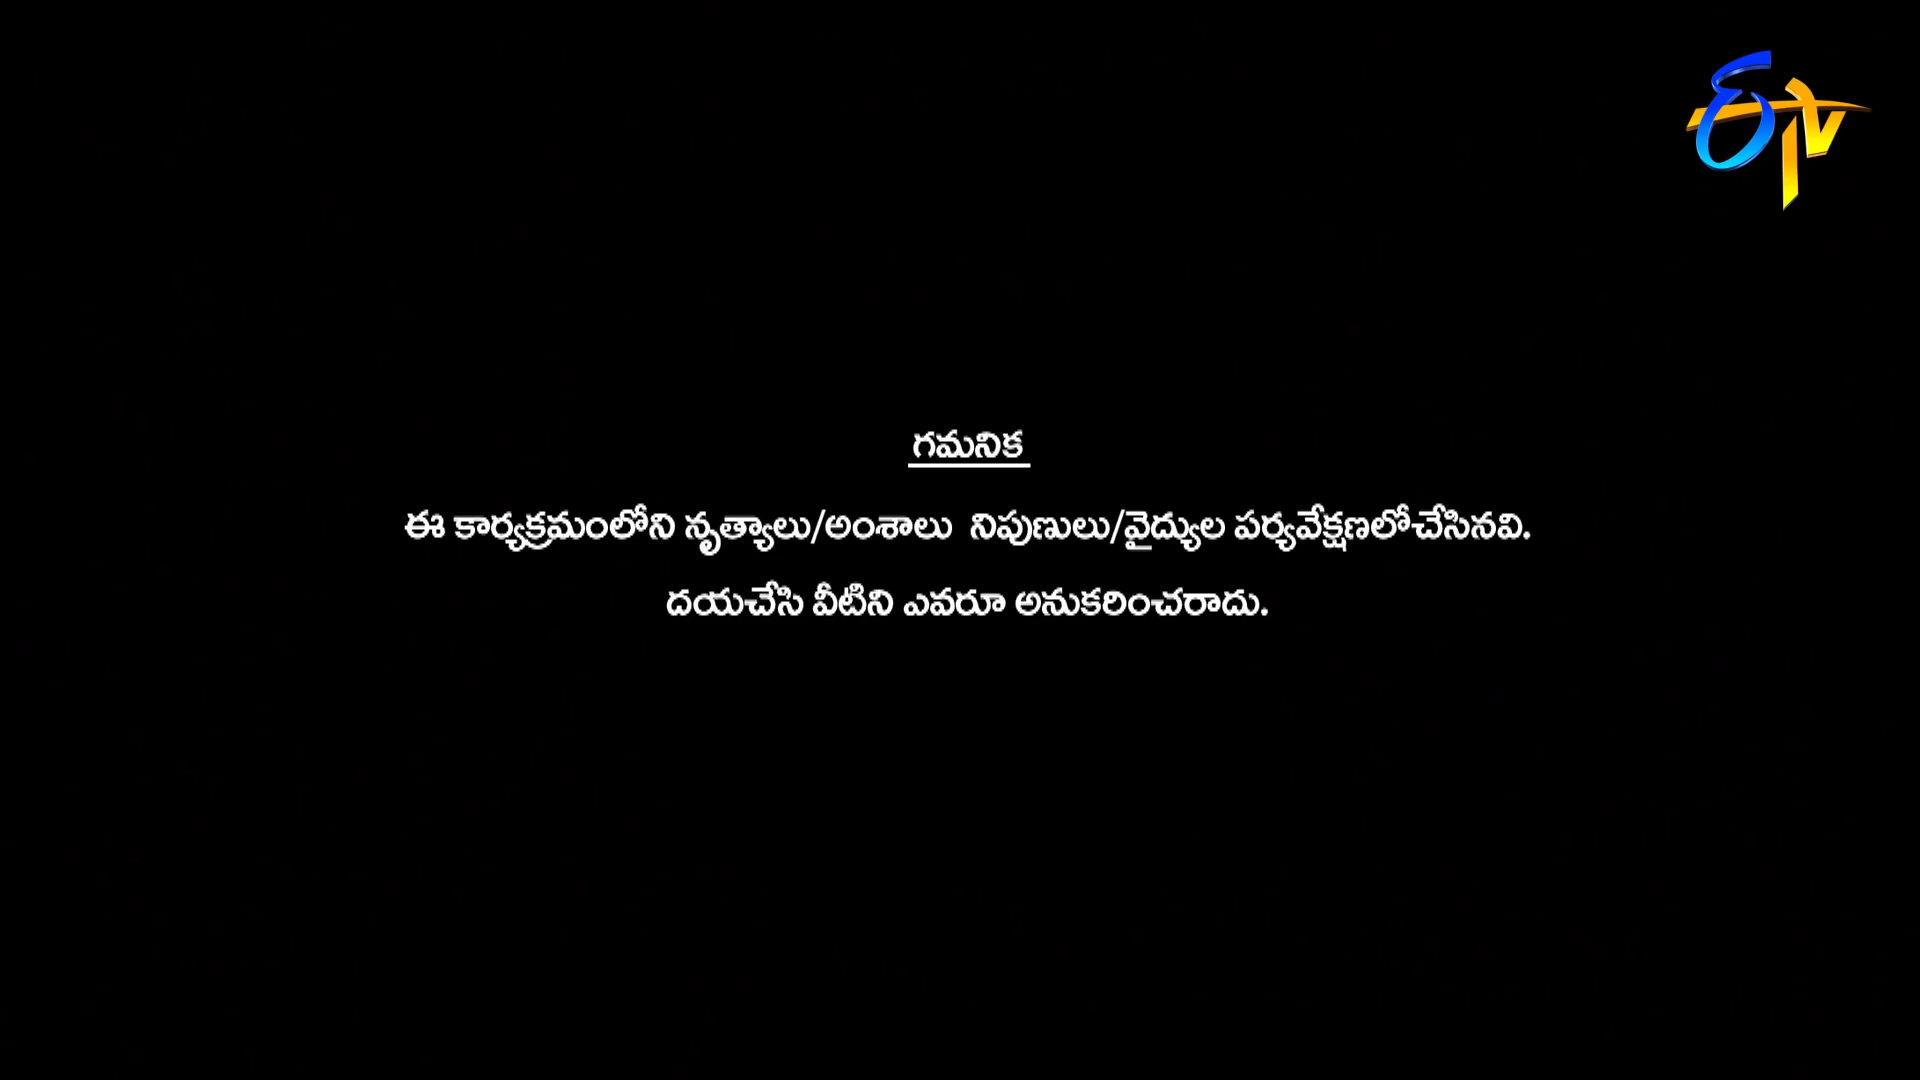 ETV
గమనిక
ఈ కార్యక్రమంలోని నృత్యాలు/అంశాలు నిపుణులు/వైద్యుల పర్యవేక్షణలోచేసినవి.
దయచేసి వీటిని ఎవరూ అనుకరించరాదు.